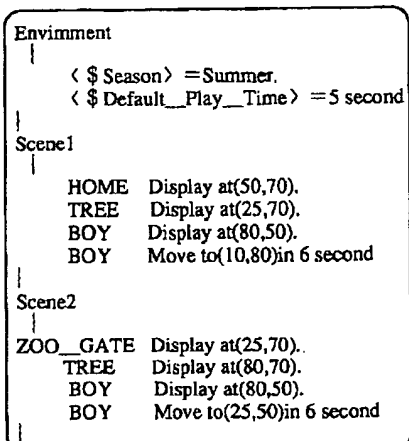 Envimment
{
〈 $ Season〉 =Summer.
〈 $ Default__Play__Time〉 =5 second
}
Scene1
{
HOME Display at(50,70).
TREE Display at(25,70).
BOY Display at(80,50).
BOY Move to(10,80)in 6 second
}
Scene2
{
ZOO__GATE Display at(25,70).
TREE Display at(80,70).
BOY Display at(80,50).
BOY Move to(25,50)in 6 second
}